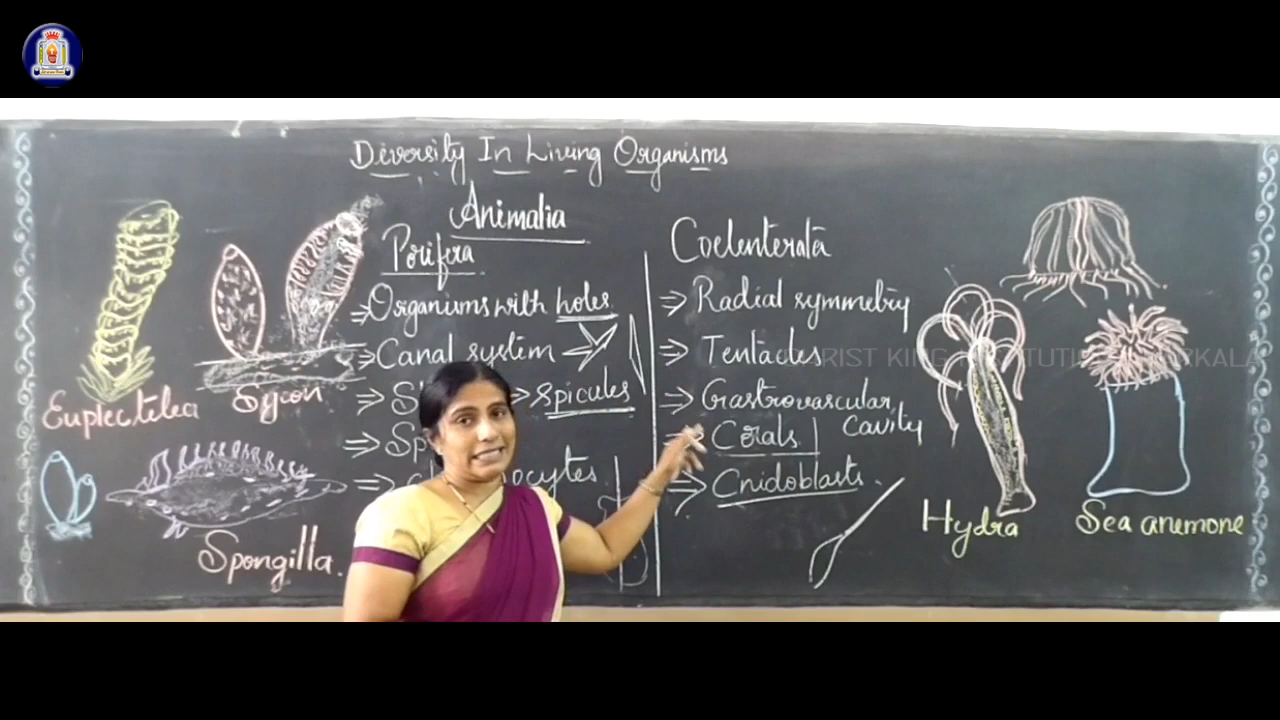 Diversity In Living Organisms
Animalia
Porifera
⇒ Organisms with holes
⇒ Canal system
⇒ Spicules
Euplectelea
Sycon
Spongilla.
Coelenterata
⇒ Radial symmetry
⇒ Tentacles
⇒ Gastrovascular
cavity
⇒ Corals
⇒ Cnidoblasts.
Hydra
Sea anemone